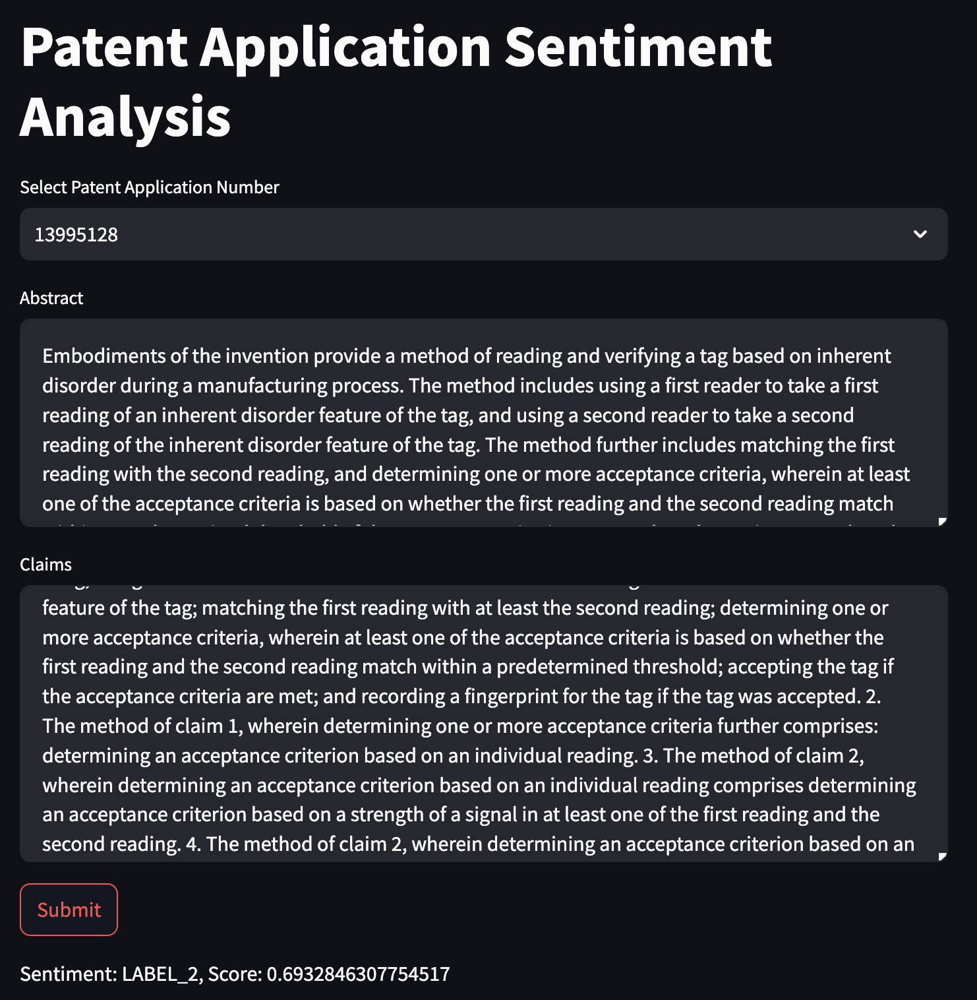 Patent Application Sentiment
Analysis
Select Patent Application Number
13995128
Abstract
Embodiments of the invention provide a method of reading and verifying a tag based on inherent
disorder during a manufacturing process. The method includes using a first reader to take a first
reading of an inherent disorder feature of the tag, and using a second reader to take a second
reading of the inherent disorder feature of the tag. The method further includes matching the first
reading with the second reading, and determining one or more acceptance criteria, wherein at least
one of the acceptance criteria is based on whether the first reading and the second reading match
Claims
feature of the tag; matching the first reading with at least the second reading; determining one or
more acceptance criteria, wherein at least one of the acceptance criteria is based on whether the
first reading and the second reading match within a predetermined threshold; accepting the tag if
the acceptance criteria are met; and recording a fingerprint for the tag if the tag was accepted. 2.
The method of claim 1, wherein determining one or more acceptance criteria further comprises:
determining an acceptance criterion based on an individual reading. 3. The method of claim 2,
wherein determining an acceptance criterion based on an individual reading comprises determining
an acceptance criterion based on a strength of a signal in at least one of the first reading and the
second reading. 4. The method of claim 2, wherein determining an acceptance criterion based on an
Submit
Sentiment: LABEL_2, Score: 0.6932846307754517